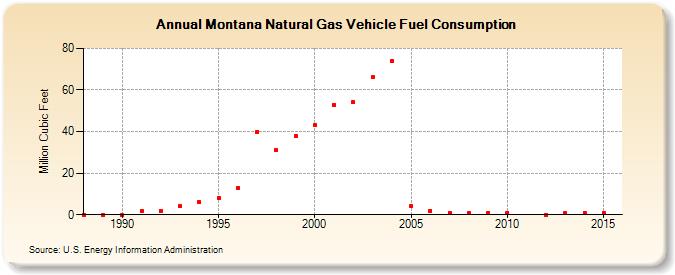 Annual Montana Natural Gas Vehicle Fuel Consumption
Million Cubic Feet
80
60
40
20
0
1990 1995 2000 2005 2010 2015
Source: U.S. Energy Information Administration